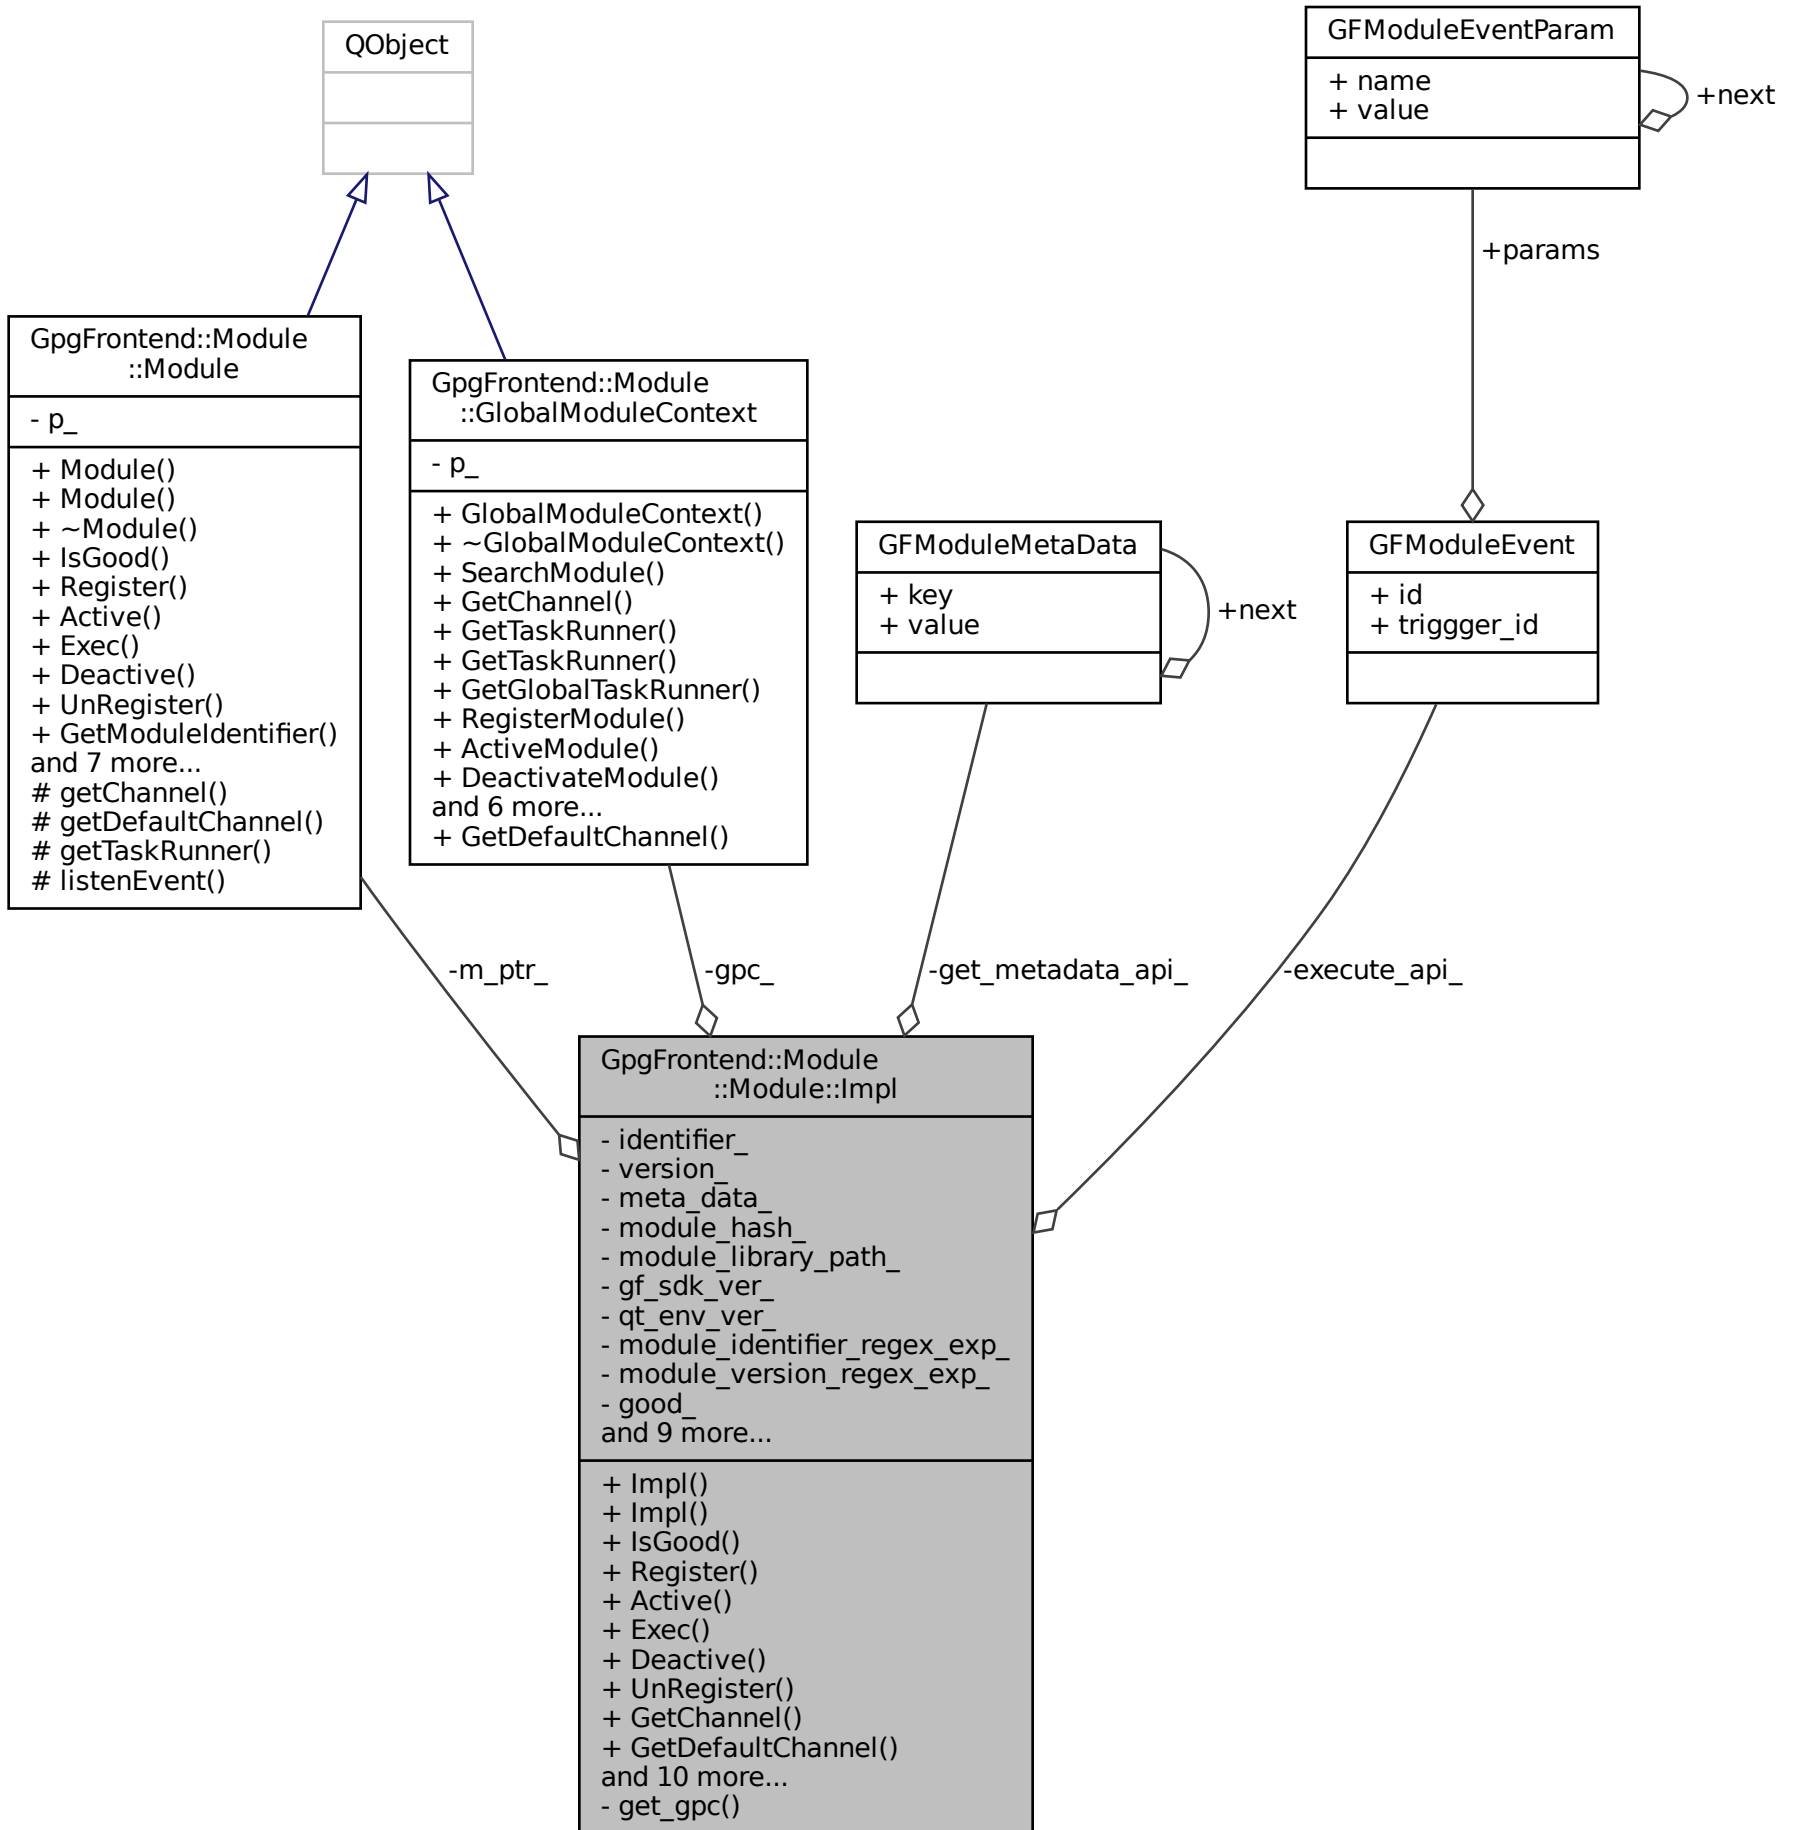 QObject
GFModuleEventParam
+ name
+ value
+next
+params
GpgFrontend::Module
::Module
- p_
+ Module()
+ Module()
+ ~Module()
+ IsGood()
+ Register()
+ Active()
+ Exec()
+ Deactive()
+ UnRegister()
+ GetModuleIdentifier()
and 7 more...
# getChannel()
# getDefaultChannel()
# getTaskRunner()
# listenEvent()
GpgFrontend::Module
::GlobalModuleContext
- p_
+ GlobalModuleContext()
+ ~GlobalModuleContext()
+ SearchModule()
+ GetChannel()
+ GetTaskRunner()
+ GetTaskRunner()
+ GetGlobalTaskRunner()
+ RegisterModule()
+ ActiveModule()
+ DeactivateModule()
and 6 more...
+ GetDefaultChannel()
GFModuleMetaData
+ key
+ value
+next
GFModuleEvent
+ id
+ triggger_id
-m_ptr_
-gpc_
-get_metadata_api_
-execute_api_
GpgFrontend::Module
::Module::Impl
- identifier_
- version_
- meta_data_
- module_hash_
- module_library_path_
- gf_sdk_ver_
- qt_env_ver_
- module_identifier_regex_exp_
- module_version_regex_exp_
- good_
and 9 more...
+ Impl()
+ Impl()
+ IsGood()
+ Register()
+ Active()
+ Exec()
+ Deactive()
+ UnRegister()
+ GetChannel()
+ GetDefaultChannel()
and 10 more...
- get_gpc()